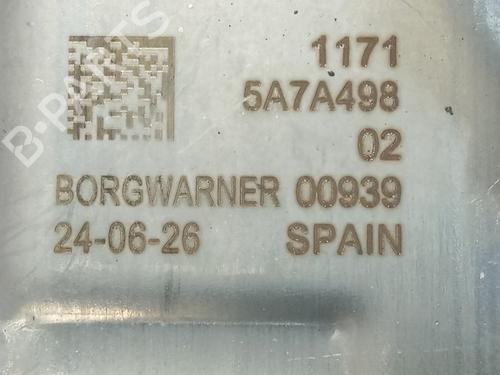 1171
5A7A498
02
BORGWARNER 00939
24-06-26 SPAIN
B-PARTS